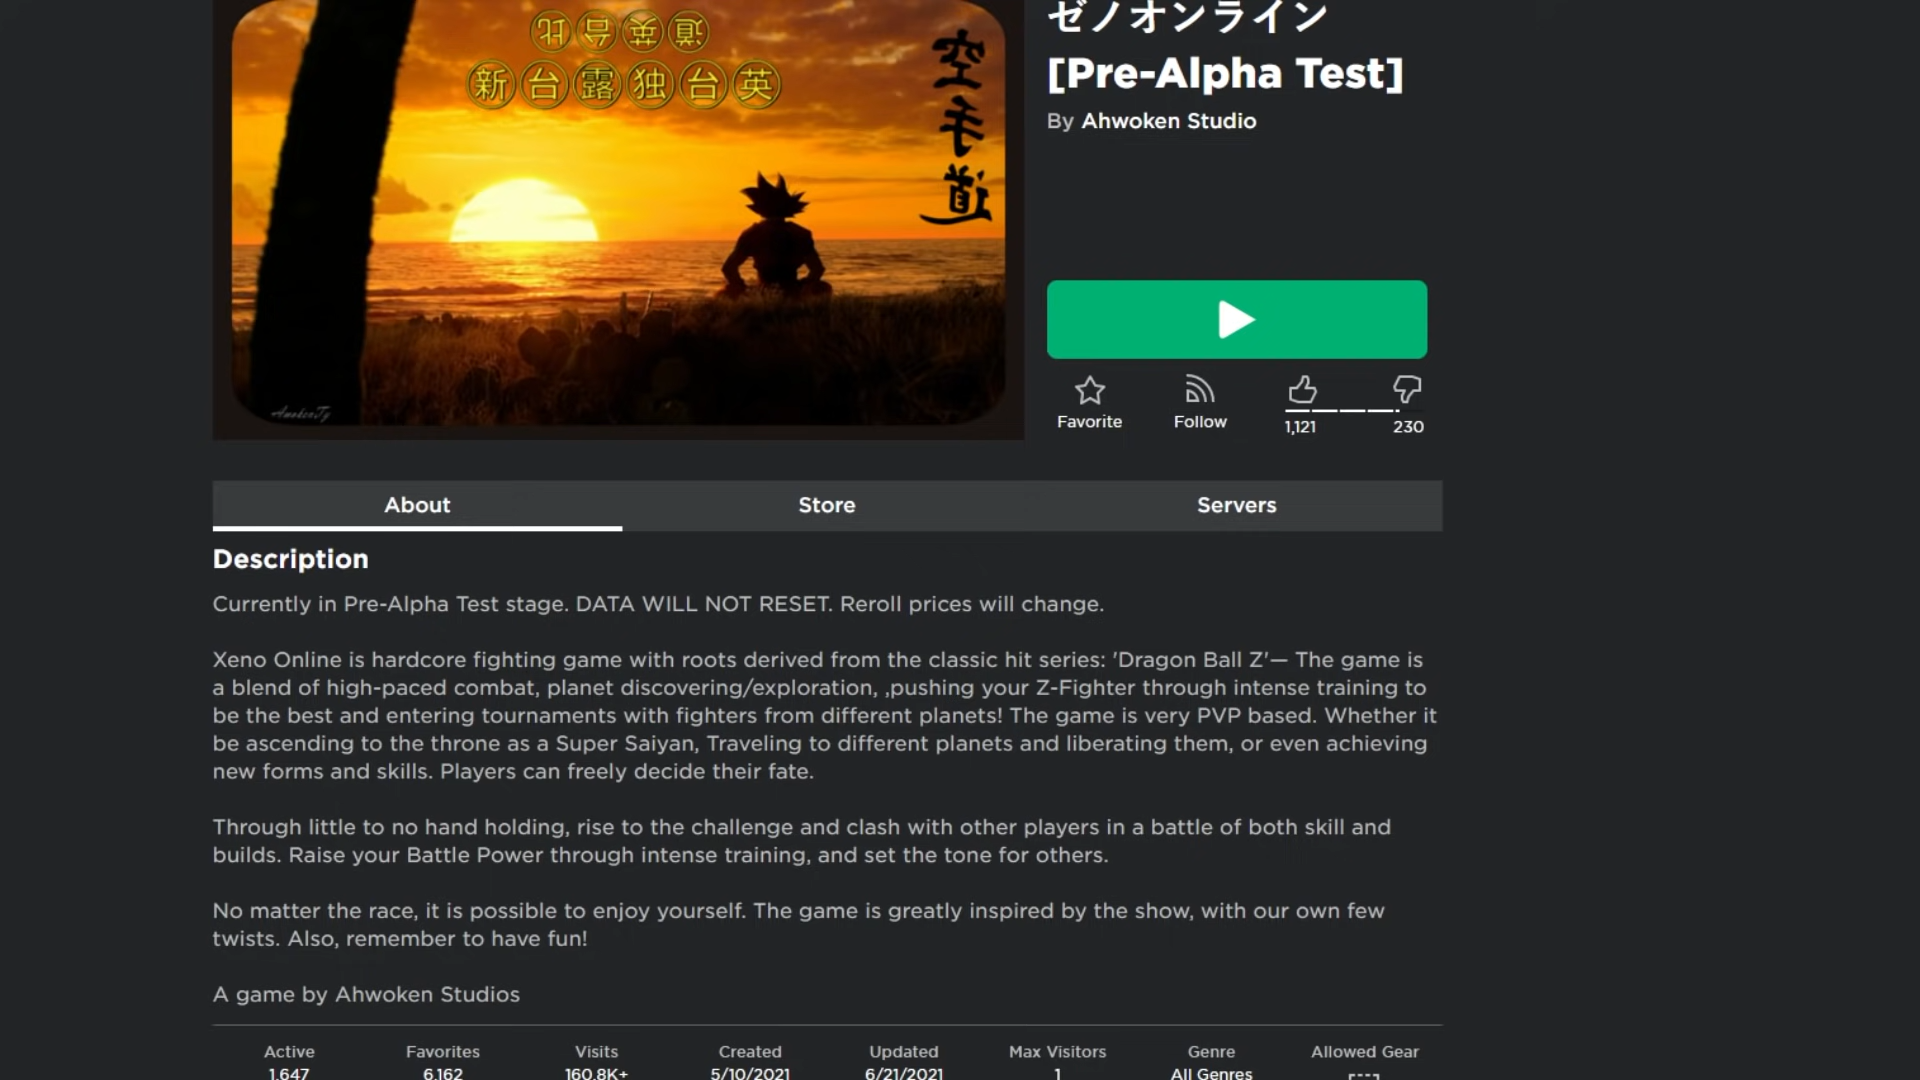 道英台比
新台露独台英
空手道
AwokenTy
ゼノオンライン
[Pre-Alpha Test]
By Ahwoken Studio
Favorite
Follow
1,121
230
About
Store
Servers
Description
Currently in Pre-Alpha Test stage. DATA WILL NOT RESET. Reroll prices will change.
Xeno Online is hardcore fighting game with roots derived from the classic hit series: 'Dragon Ball Z'— The game is
a blend of high-paced combat, planet discovering/exploration, ,pushing your Z-Fighter through intense training to
be the best and entering tournaments with fighters from different planets! The game is very PVP based. Whether it
be ascending to the throne as a Super Saiyan, Traveling to different planets and liberating them, or even achieving
new forms and skills. Players can freely decide their fate.
Through little to no hand holding, rise to the challenge and clash with other players in a battle of both skill and
builds. Raise your Battle Power through intense training, and set the tone for others.
No matter the race, it is possible to enjoy yourself. The game is greatly inspired by the show, with our own few
twists. Also, remember to have fun!
A game by Ahwoken Studios
Active Favorites Visits Created Updated Max Visitors Genre Allowed Gear
1,647 6,162 160.8K+ 5/10/2021 6/21/2021 1 All Genres